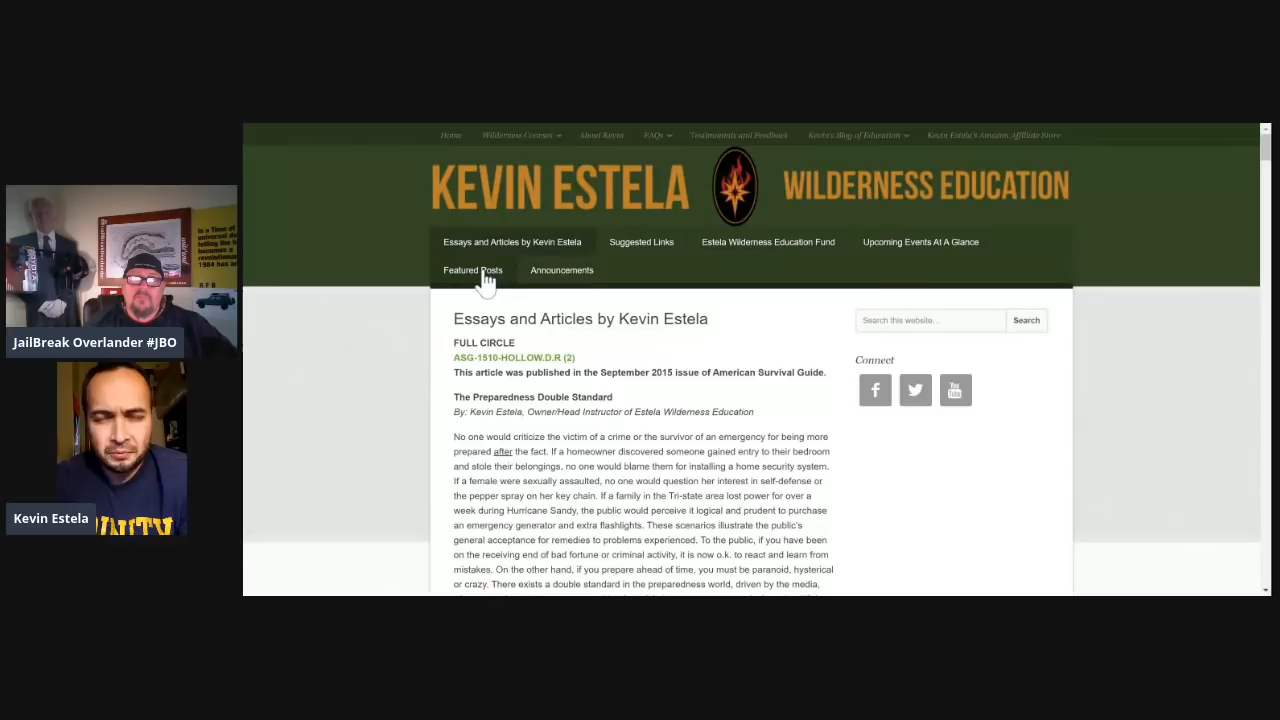 Home Wilderness Courses About Kevin FAQs Testimonials and Feedback Kevin's Blog of Education Kevin Estela's Amazon Affiliate Store
KEVIN ESTELA WILDERNESS EDUCATION
Essays and Articles by Kevin Estela Suggested Links Estela Wilderness Education Fund Upcoming Events At A Glance
Featured Posts Announcements
Essays and Articles by Kevin Estela
FULL CIRCLE
ASG-1510-HOLLOW.D.R (2)
This article was published in the September 2015 issue of American Survival Guide.
The Preparedness Double Standard
By: Kevin Estela, Owner/Head Instructor of Estela Wilderness Education
No one would criticize the victim of a crime or the survivor of an emergency for being more
prepared after the fact. If a homeowner discovered someone gained entry to their bedroom
and stole their belongings, no one would blame them for installing a home security system.
If a female were sexually assaulted, no one would question her interest in self-defense or
the pepper spray on her key chain. If a family in the Tri-state area lost power for over a
week during Hurricane Sandy, the public would perceive it logical and prudent to purchase
an emergency generator and extra flashlights. These scenarios illustrate the public's
general acceptance for remedies to problems experienced. To the public, if you have been
on the receiving end of bad fortune or criminal activity, it is now o.k. to react and learn from
mistakes. On the other hand, if you prepare ahead of time, you must be paranoid, hysterical
or crazy. There exists a double standard in the preparedness world, driven by the media,
Search this website... Search
Connect
You Tube
JailBreak Overlander #JBO
Kevin Estela